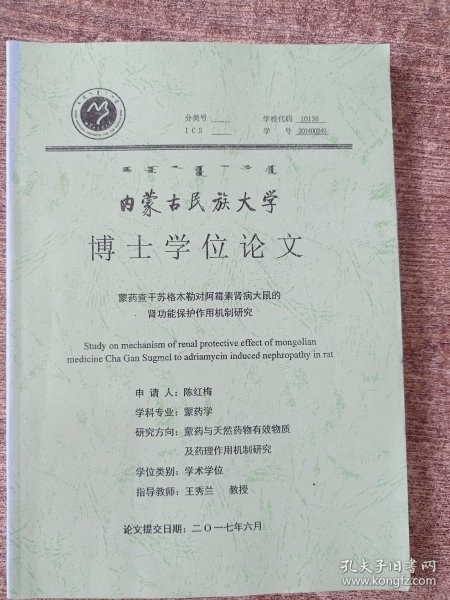 分类号
学校代码 10136
ICS
学 号 201400240
内蒙古民族大学
博士学位论文
蒙药查干苏格木勒对阿霉素肾病大鼠的
肾功能保护作用机制研究
Study on mechanism of renal protective effect of mongolian
medicine Cha Gan Sugmel to adriamycin induced nephropathy in rat
申 请 人：陈红梅
学科专业：蒙药学
研究方向：蒙药与天然药物有效物质
及药理作用机制研究
学位类别：学术学位
指导教师：王秀兰 教授
论文提交日期：二〇一七年六月
孔夫子旧书网
www.kongfz.com